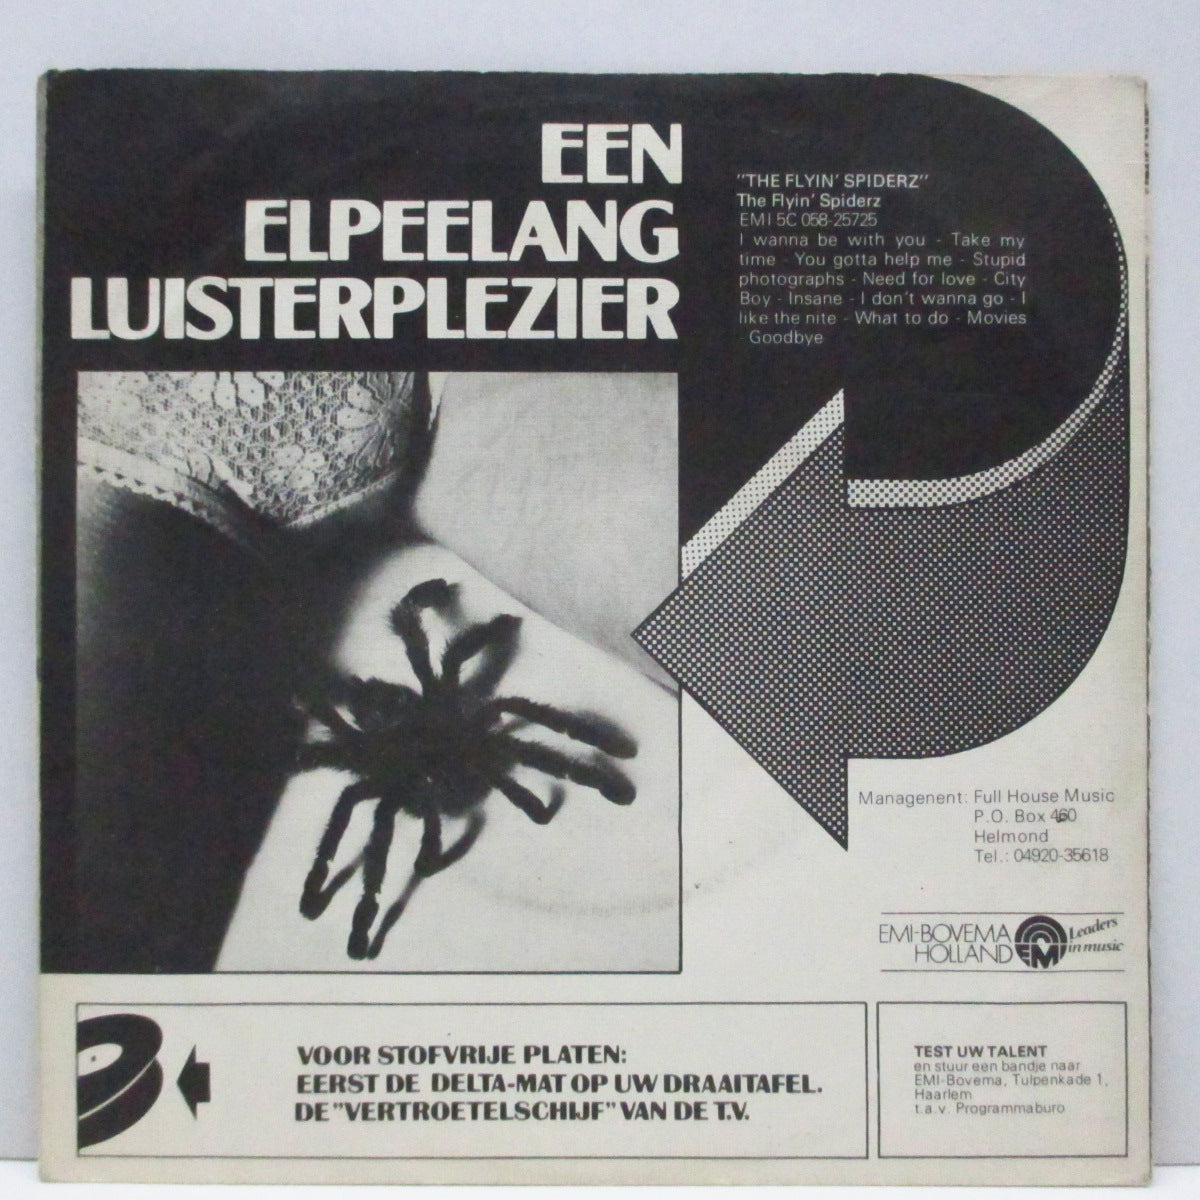 EEN
ELPEELANG
LUISTERPLEZIER
"THE FLYIN' SPIDERZ"
The Flyin' Spiderz
EMI 5C 058-25725
I wanna be with you - Take my
time - You gotta help me - Stupid
photographs - Need for love - City
Boy - Insane - I don't wanna go - I
like the nite - What to do - Movies
- Goodbye
Managenent: Full House Music
P.O. Box 460
Helmond
Tel.: 04920-35618
EMI-BOVEMA
HOLLAND
EMI
Leaders
in music
VOOR STOFVRIJE PLATEN:
EERST DE DELTA-MAT OP UW DRAAITAFEL.
DE "VERTROETELSCHIJF" VAN DE T.V.
TEST UW TALENT
en stuur een bandje naar
EMI-Bovema, Tulpenkade 1,
Haarlem
t.a.v. Programmaburo